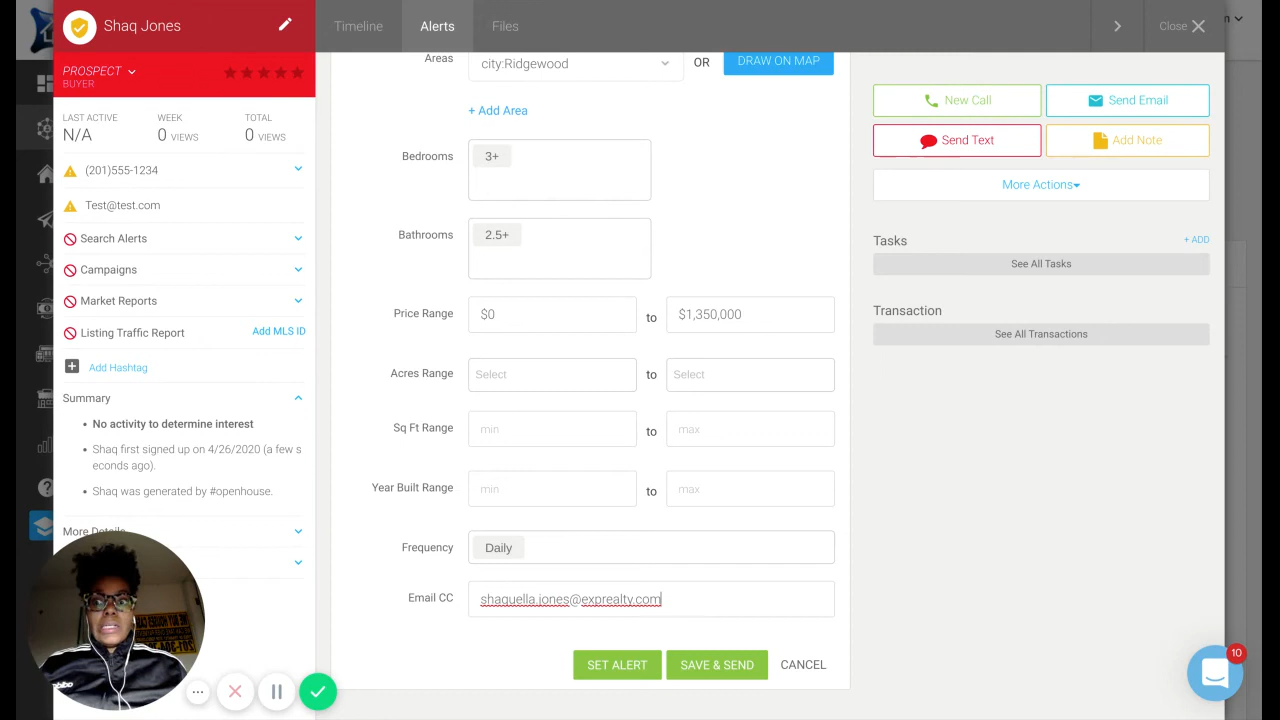 Shaq Jones
Timeline
Alerts
Files
Close
PROSPECT
BUYER
LAST ACTIVE
WEEK
TOTAL
N/A
0 VIEWS
0 VIEWS
(201)555-1234
Test@test.com
Search Alerts
Campaigns
Market Reports
Listing Traffic Report
Add MLS ID
Add Hashtag
Summary
No activity to determine interest
Shaq first signed up on 4/26/2020 (a few s
econds ago).
Shaq was generated by #openhouse.
More Details
Areas
city:Ridgewood
OR
DRAW ON MAP
+ Add Area
Bedrooms
3+
Bathrooms
2.5+
Price Range
$0
to
$1,350,000
Acres Range
Select
to
Select
Sq Ft Range
min
to
max
Year Built Range
min
to
max
Frequency
Daily
Email CC
shaquella.jones@exprealty.com
SET ALERT
SAVE & SEND
CANCEL
New Call
Send Email
Send Text
Add Note
More Actions
Tasks
+ ADD
See All Tasks
Transaction
See All Transactions
10